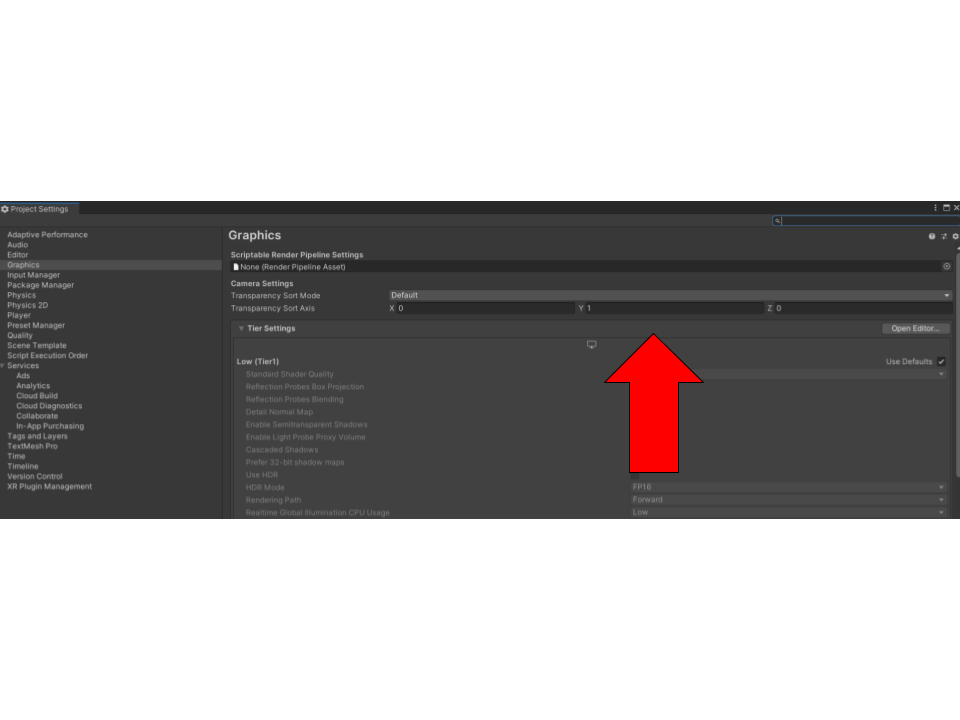 Project Settings
Adaptive Performance
Audio
Editor
Graphics
Input Manager
Package Manager
Physics
Physics 2D
Player
Preset Manager
Quality
Scene Template
Script Execution Order
Services
Ads
Analytics
Cloud Build
Cloud Diagnostics
Collaborate
In-App Purchasing
Tags and Layers
TextMesh Pro
Time
Timeline
Version Control
XR Plugin Management
Graphics
Scriptable Render Pipeline Settings
None (Render Pipeline Asset)
Camera Settings
Transparency Sort Mode Default
Transparency Sort Axis X 0 Y 1 Z 0
Tier Settings Open Editor...
Low (Tier1) Use Defaults
Standard Shader Quality
Reflection Probes Box Projection
Reflection Probes Blending
Detail Normal Map
Enable Semitransparent Shadows
Enable Light Probe Proxy Volume
Cascaded Shadows
Prefer 32-bit shadow maps
Use HDR
HDR Mode FP16
Rendering Path Forward
Realtime Global Illumination CPU Usage Low